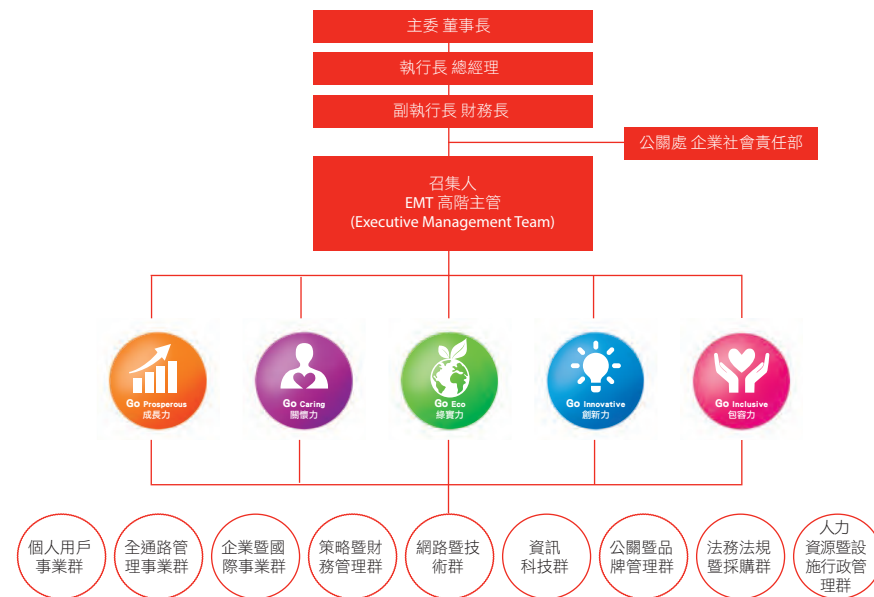 主委 董事長
執行長 總經理
副執行長 財務長
公關處 企業社會責任部
召集人
EMT 高階主管
(Executive Management Team)
Go Prosperous
成長力
Go Caring
關懷力
Go Eco
綠實力
Go Innovative
創新力
Go Inclusive
包容力
個人用戶
事業群
全通路管
理事業群
企業暨國
際事業群
策略暨財
務管理群
網路暨技
術群
資訊
科技群
公關暨品
牌管理群
法務法規
暨採購群
人力
資源暨設
施行政管
理群